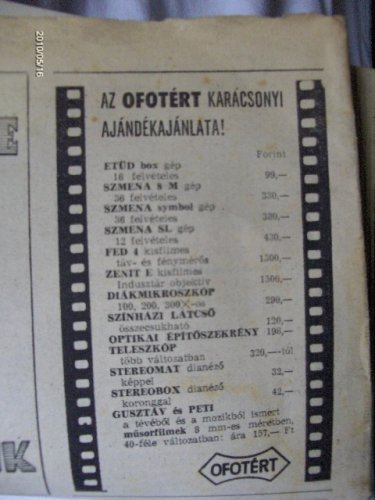 2010/05/16
AZ OFOTÉRT KARÁCSONYI
AJÁNDÉKAJÁNLATA!
Forint
ETÜD box gép
16 felvételes 99,—
SZMENA 8 M gép
36 felvételes 330,—
SZMENA symbol gép
36 felvételes 380,—
SZMENA SL gép
12 felvételes 430,—
FED 4 kisfilmes
táv- és fénymérős 1300,—
ZENIT E kisfilmes
Indusztár objektív 1506,—
DIÁKMIKROSZKÓP
100, 200, 300×-os 290,—
SZÍNHÁZI LÁTCSŐ
összecsukható 120,—
OPTIKAI ÉPÍTŐSZEKRÉNY 198,—
TELESZKÓP
több változatban 320,—-tól
STEREOMAT dianéző
képpel 32,—
STEREOBOX dianéző
koronggal 42,—
GUSZTÁV és PETI
a tévéből és a mozikból ismert
műsorfilmek 8 mm-es méretben,
40-féle változatban: ára 157,— Ft
OFOTÉRT